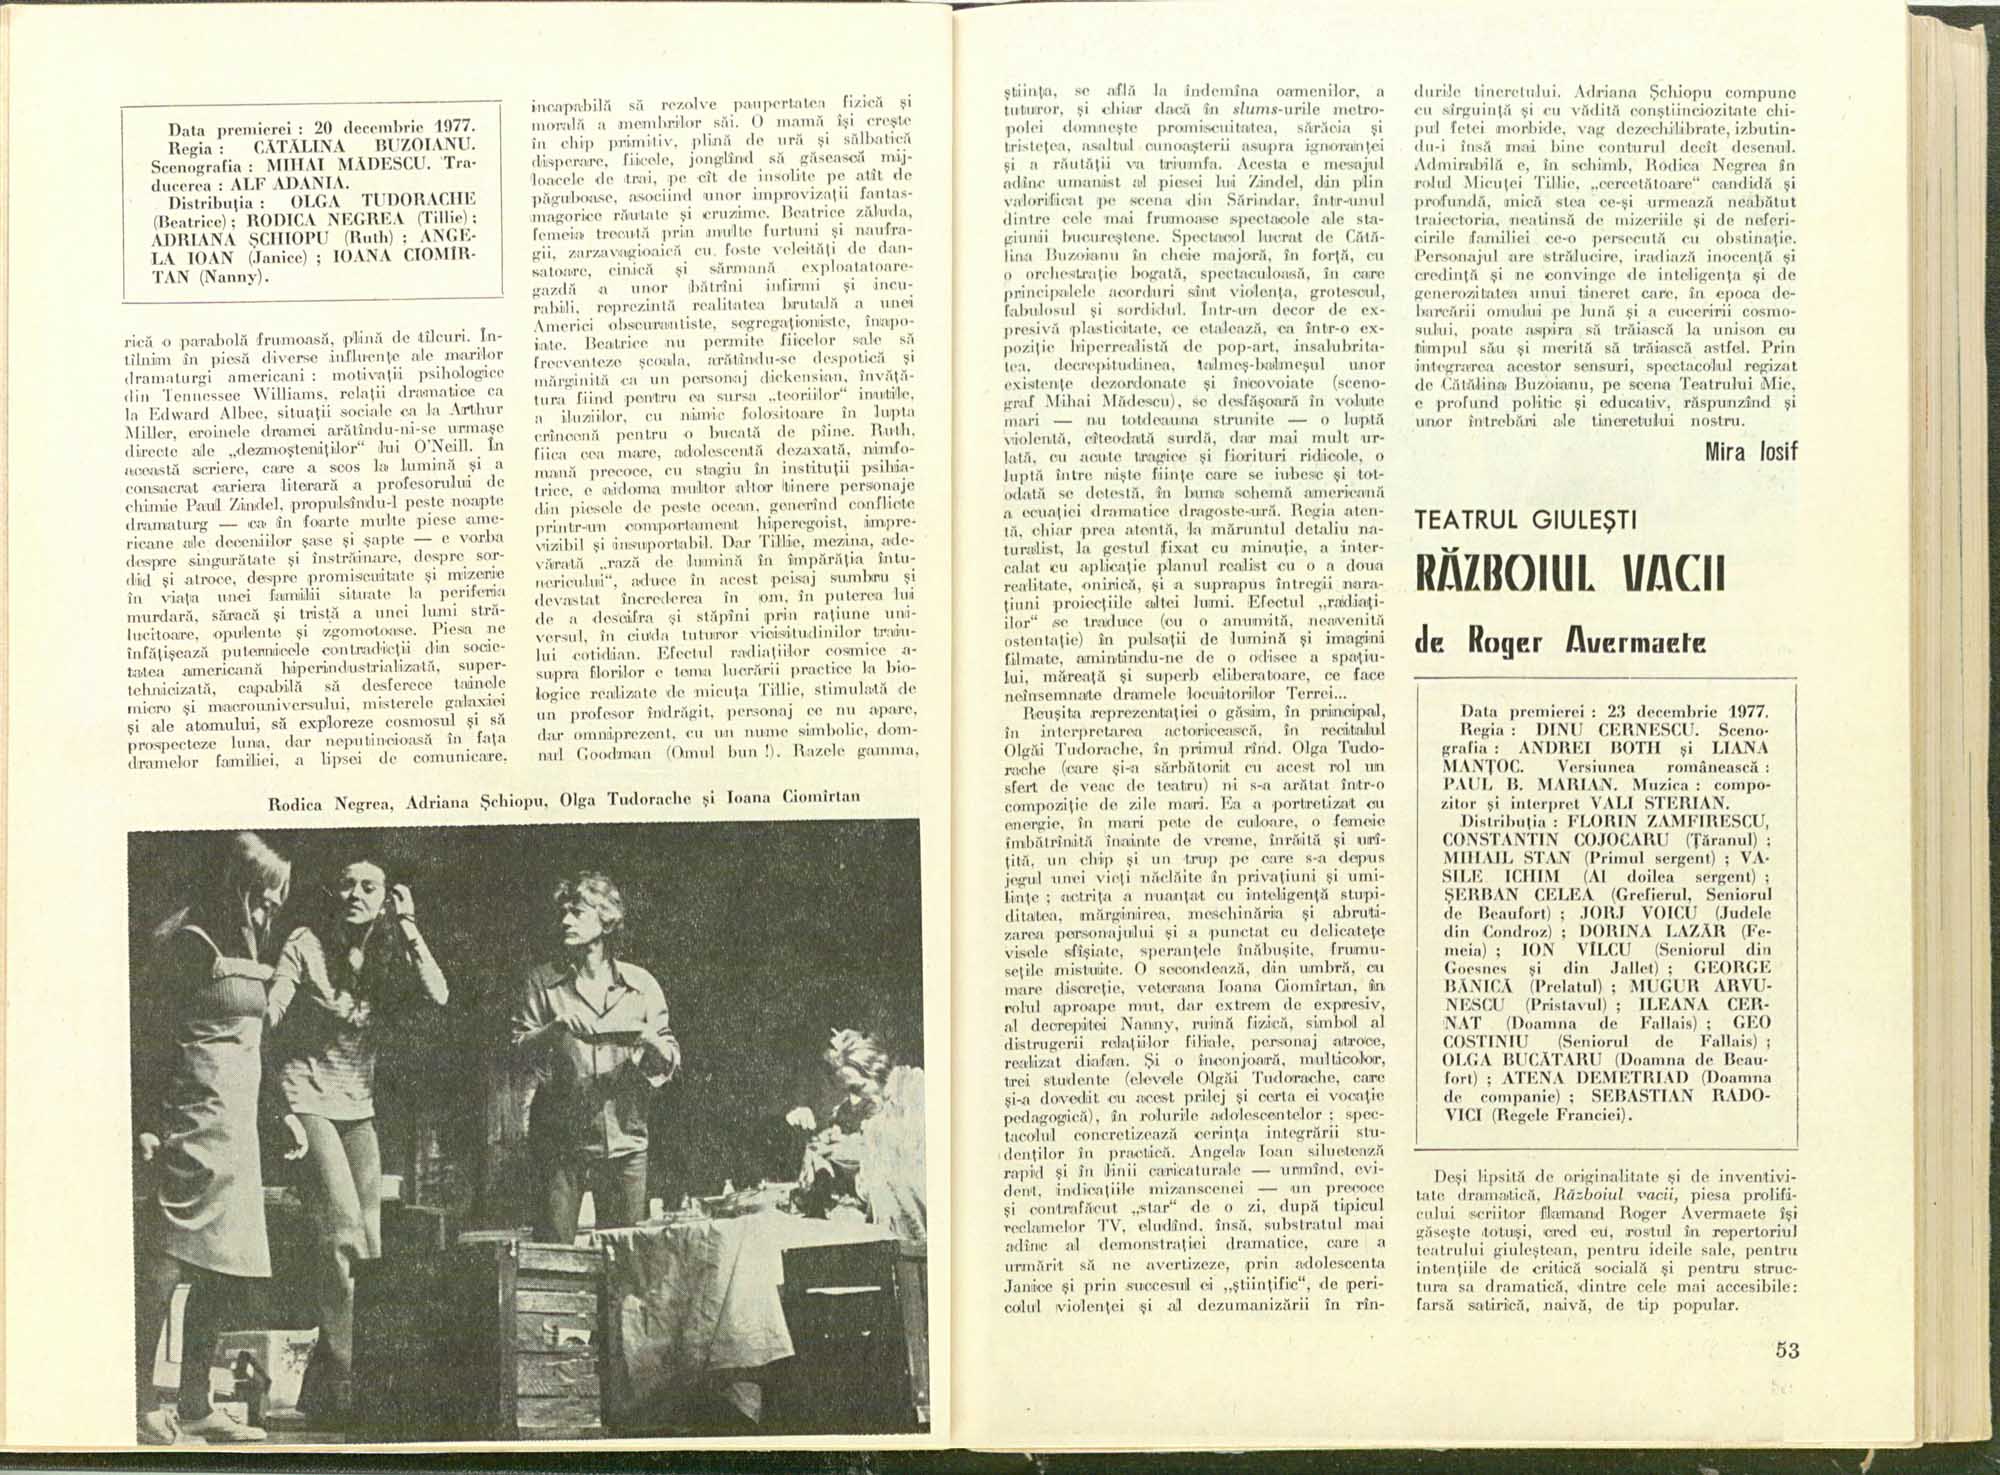 Data premierei : 20 decembrie 1977.
Regia : CĂTĂLINA BUZOIANU.
Scenografia : MIHAI MĂDESCU. Tra-
ducerea : ALF ADANIA.
Distribuția : OLGA TUDORACHE
(Beatrice) ; RODICA NEGREA (Tillie) ;
ADRIANA ȘCHIOPU (Ruth) ; ANGE-
LA IOAN (Janice) ; IOANA CIOMÎR-
TAN (Nanny).
rică o parabolă frumoasă, plină de tîlcuri. În-
tîlnim în piesă diverse influențe ale marilor
dramaturgi americani : motivații psihologice
din Tennessee Williams, relații dramatice ca
la Edward Albee, situații sociale ca la Arthur
Miller, eroinele dramei arătîndu-ni-se urmașe
directe ale „dezmoșteniților“ lui O'Neill. În
această scriere, care a scos la lumină și a
consacrat cariera literară a profesorului de
chimie Paul Zindel, propulsîndu-l peste noapte
dramaturg — ca în foarte multe piese ame-
ricane ale deceniilor șase și șapte — e vorba
despre singurătate și înstrăinare, despre sor-
did și atroce, despre promiscuitate și mizerie
în viața unei familii situate la periferia
murdară, săracă și tristă a unei lumi stră-
lucitoare, opulente și zgomotoase. Piesa ne
înfățișează puternicele contradicții din socie-
tatea americană hiperindustrializată, super-
tehnicizată, capabilă să desferece tainele
micro și macrouniversului, misterele galaxiei
și ale atomului, să exploreze cosmosul și să
prospecteze luna, dar neputincioasă în fața
dramelor familiei, a lipsei de comunicare,
incapabilă să rezolve paupertatea fizică și
morală a membrilor săi. O mamă își crește
în chip primitiv, plină de ură și sălbatică
disperare, fiicele, jonglînd să găsească mij-
loacele de trai, pe cît de insolite pe atît de
păguboase, asociind unor improvizații fantas-
magorice răutate și cruzime. Beatrice zăluda,
femeia trecută prin multe furtuni și naufra-
gii, zarzavagioaică cu foste veleități de dan-
satoare, cinică și sărmană exploatatoare-
gazdă a unor bătrîni infirmi și incu-
rabili, reprezintă realitatea brutală a unei
Americi obscurantiste, segregaționiste, înapo-
iate. Beatrice nu permite fiicelor sale să
frecventeze școala, arătîndu-se despotică și
mărginită ca un personaj dickensian, învăță-
tura fiind pentru ea sursa „teoriilor“ inutile,
a iluziilor, cu nimic folositoare în lupta
crîncenă pentru o bucată de pîine. Ruth,
fiica cea mare, adolescentă dezaxată, nimfo-
mană precoce, cu stagiu în instituții psihia-
trice, e aidoma multor altor tinere personaje
din piesele de peste ocean, generînd conflicte
printr-un comportament hiperegoist, impre-
vizibil și insuportabil. Dar Tillie, mezina, ade-
vărată „rază de lumină în împărăția întu-
nericului“, aduce în acest peisaj sumbru și
devastat încrederea în om, în puterea lui
de a descifra și stăpîni prin rațiune uni-
versul, în ciuda tuturor vicisitudinilor traiu-
lui cotidian. Efectul radiațiilor cosmice a-
supra florilor e tema lucrării practice la bio-
logice realizate de micuța Tillie, stimulată de
un profesor îndrăgit, personaj ce nu apare,
dar omniprezent, cu un nume simbolic, dom-
nul Goodman (Omul bun !). Razele gamma,
Rodica Negrea, Adriana Șchiopu, Olga Tudorache și Ioana Ciomîrtan
știința, se află la îndemîna oamenilor, a
tuturor, și chiar dacă în slums-urile metro-
polei domnește promiscuitatea, sărăcia și
tristețea, asaltul cunoașterii asupra ignoranței
și a răutății va triumfa. Acesta e mesajul
adînc umanist al piesei lui Zindel, din plin
valorificat pe scena din Sărindar, într-unul
dintre cele mai frumoase spectacole ale sta-
giunii bucureștene. Spectacol lucrat de Cătă-
lina Buzoianu în cheie majoră, în forță, cu
o orchestrație bogată, spectaculoasă, în care
principalele acorduri sînt violența, grotescul,
fabulosul și sordidul. Într-un decor de ex-
presivă plasticitate, ce etalează, ca într-o ex-
poziție hiperrealistă de pop-art, insalubrita-
tea, decrepitudinea, talmeș-balmeșul unor
existențe dezordonate și încovoiate (sceno-
graf Mihai Mădescu), se desfășoară în volute
mari — nu totdeauna strunite — o luptă
violentă, cîteodată surdă, dar mai mult ur-
lată, cu acute tragice și fiorituri ridicole, o
luptă între niște ființe care se iubesc și tot-
odată se detestă, în buna schemă americană
a ecuației dramatice dragoste-ură. Regia aten-
tă, chiar prea atentă, la măruntul detaliu na-
turalist, la gestul fixat cu minuție, a inter-
calat cu aplicație planul realist cu o a doua
realitate, onirică, și a suprapus întregii nara-
țiuni proiecțiile altei lumi. Efectul „radiați-
ilor“ se traduce (cu o anumită, neavenită
ostentație) în pulsații de lumină și imagini
filmate, amintindu-ne de o odisee a spațiu-
lui, măreață și superb eliberatoare, ce face
neînsemnate dramele locuitorilor Terrei...
Reușita reprezentației o găsim, în principal,
în interpretarea actoricească, în recitalul
Olgăi Tudorache, în primul rînd. Olga Tudo-
rache (care și-a sărbătorit cu acest rol un
sfert de veac de teatru) ni s-a arătat într-o
compoziție de zile mari. Ea a portretizat cu
energie, în mari pete de culoare, o femeie
îmbătrînită înainte de vreme, înrăită și urî-
țită, un chip și un trup pe care s-a depus
jegul unei vieți năclăite în privațiuni și umi-
lințe ; actrița a nuanțat cu inteligență stupi-
ditatea, mărginirea, meschinăria și abruti-
zarea personajului și a punctat cu delicatețe
visele sfîșiate, speranțele înăbușite, frumu-
sețile mistuite. O secondează, din umbră, cu
mare discreție, veterana Ioana Ciomîrtan, în
rolul aproape mut, dar extrem de expresiv,
al decrepitei Nanny, ruină fizică, simbol al
distrugerii relațiilor filiale, personaj atroce,
realizat diafan. Și o înconjoară, multicolor,
trei studente (elevele Olgăi Tudorache, care
și-a dovedit cu acest prilej și certa ei vocație
pedagogică), în rolurile adolescentelor ; spec-
tacolul concretizează cerința integrării stu-
denților în practică. Angela Ioan siluetează
rapid și în linii caricaturale — urmînd, evi-
dent, indicațiile mizanscenei — un precoce
și contrafăcut „star“ de o zi, după tipicul
reclamelor TV, eludînd, însă, substratul mai
adînc al demonstrației dramatice, care a
urmărit să ne avertizeze, prin adolescenta
Janice și prin succesul ei „științific“, de peri-
colul violenței și al dezumanizării în rîn-
durile tineretului. Adriana Șchiopu compune
cu sîrguință și cu vădită conștiinciozitate chi-
pul fetei morbide, vag dezechilibrate, izbutin-
du-i însă mai bine conturul decît desenul.
Admirabilă e, în schimb, Rodica Negrea în
rolul Micuței Tillie, „cercetătoare“ candidă și
profundă, mică stea ce-și urmează neabătut
traiectoria, neatinsă de mizeriile și de neferi-
cirile familiei ce-o persecută cu obstinație.
Personajul are strălucire, iradiază inocență și
credință și ne convinge de inteligența și de
generozitatea unui tineret care, în epoca de-
barcării omului pe lună și a cuceririi cosmo-
sului, poate aspira să trăiască la unison cu
timpul său și merită să trăiască astfel. Prin
integrarea acestor sensuri, spectacolul regizat
de Cătălina Buzoianu, pe scena Teatrului Mic,
e profund politic și educativ, răspunzînd și
unor întrebări ale tineretului nostru.
Mira Iosif
TEATRUL GIULEȘTI
RĂZBOIUL VACII
de Roger Avermaete
Data premierei : 23 decembrie 1977.
Regia : DINU CERNESCU. Sceno-
grafia : ANDREI BOTH și LIANA
MANȚOC. Versiunea românească :
PAUL B. MARIAN. Muzica : compo-
zitor și interpret VALI STERIAN.
Distribuția : FLORIN ZAMFIRESCU,
CONSTANTIN COJOCARU (Țăranul) ;
MIHAIL STAN (Primul sergent) ; VA-
SILE ICHIM (Al doilea sergent) ;
ȘERBAN CELEA (Grefierul, Seniorul
de Beaufort) ; JORJ VOICU (Judele
din Condroz) ; DORINA LAZĂR (Fe-
meia) ; ION VÎLCU (Seniorul din
Goesnes și din Jallet) ; GEORGE
BĂNICĂ (Prelatul) ; MUGUR ARVU-
NESCU (Pristavul) ; ILEANA CER-
NAT (Doamna de Fallais) ; GEO
COSTINIU (Seniorul de Fallais) ;
OLGA BUCĂTARU (Doamna de Beau-
fort) ; ATENA DEMETRIAD (Doamna
de companie) ; SEBASTIAN RADO-
VICI (Regele Franciei).
Deși lipsită de originalitate și de inventivi-
tate dramatică, Războiul vacii, piesa prolifi-
cului scriitor flamand Roger Avermaete își
găsește totuși, cred eu, rostul în repertoriul
teatrului giuleștean, pentru ideile sale, pentru
intențiile de critică socială și pentru struc-
tura sa dramatică, dintre cele mai accesibile:
farsă satirică, naivă, de tip popular.
53